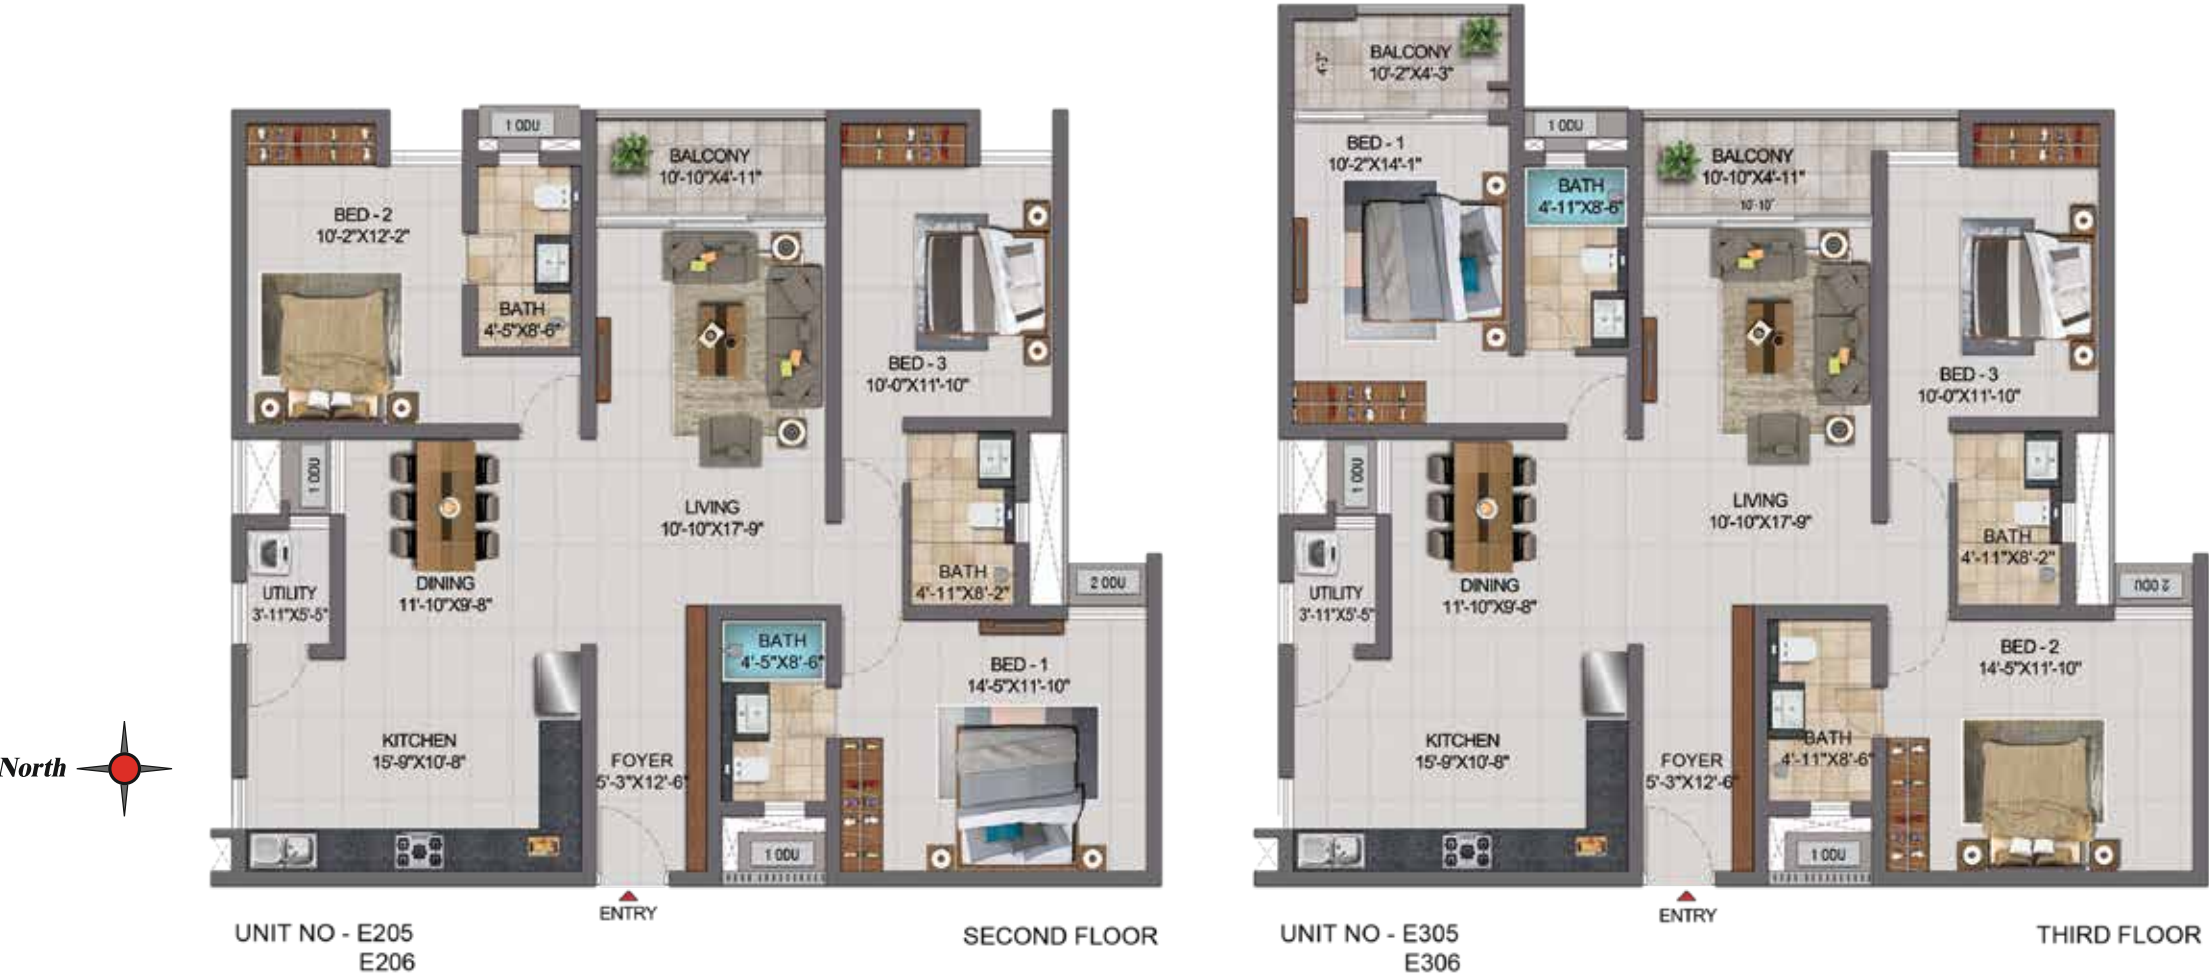 1 ODU
BALCONY
10'-10"X4'-11"
BED - 2
10'-2"X12'-2"
BATH
4'-5"X8'-6"
BED - 3
10'-0"X11'-10"
1 ODU
LIVING
10'-10"X17'-9"
DINING
11'-10"X9'-8"
UTILITY
3'-11"X5'-5"
BATH
4'-11"X8'-2"
2 ODU
BATH
4'-5"X8'-6"
BED - 1
14'-5"X11'-10"
KITCHEN
15'-9"X10'-8"
FOYER
5'-3"X12'-6"
1 ODU
North
ENTRY
UNIT NO - E205
E206
SECOND FLOOR
BALCONY
10'-2"X4'-3"
4'-3"
1 ODU
BED - 1
10'-2"X14'-1"
BATH
4'-11"X8'-6"
BALCONY
10'-10"X4'-11"
10'-10"
BED - 3
10'-0"X11'-10"
1 ODU
LIVING
10'-10"X17'-9"
DINING
11'-10"X9'-8"
UTILITY
3'-11"X5'-5"
BATH
4'-11"X8'-2"
2 ODU
BED - 2
14'-5"X11'-10"
BATH
4'-11"X8'-6"
KITCHEN
15'-9"X10'-8"
FOYER
5'-3"X12'-6"
1 ODU
ENTRY
UNIT NO - E305
E306
THIRD FLOOR